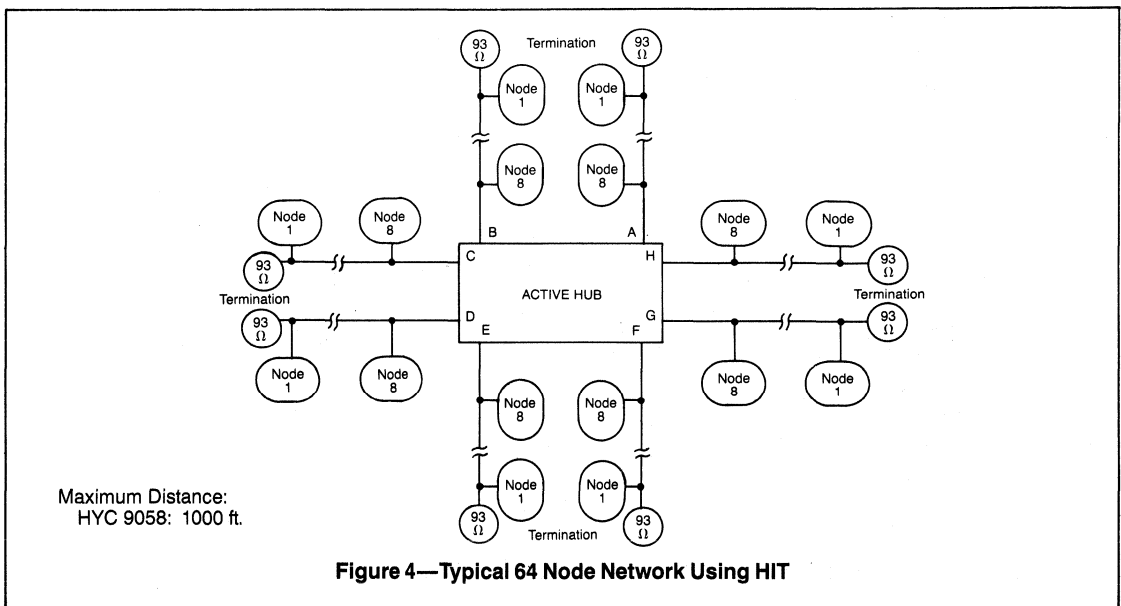 93
Ω
Termination
93
Ω
Node
1
Node
1
Node
8
Node
8
B
A
Node
1
Node
8
Node
8
Node
1
C
H
93
Ω
93
Ω
Termination
ACTIVE HUB
Termination
93
Ω
D
G
93
Ω
E
F
Node
1
Node
8
Node
8
Node
1
Node
8
Node
8
Node
1
Node
1
93
Ω
Termination
93
Ω
Maximum Distance:
HYC 9058: 1000 ft.
Figure 4—Typical 64 Node Network Using HIT